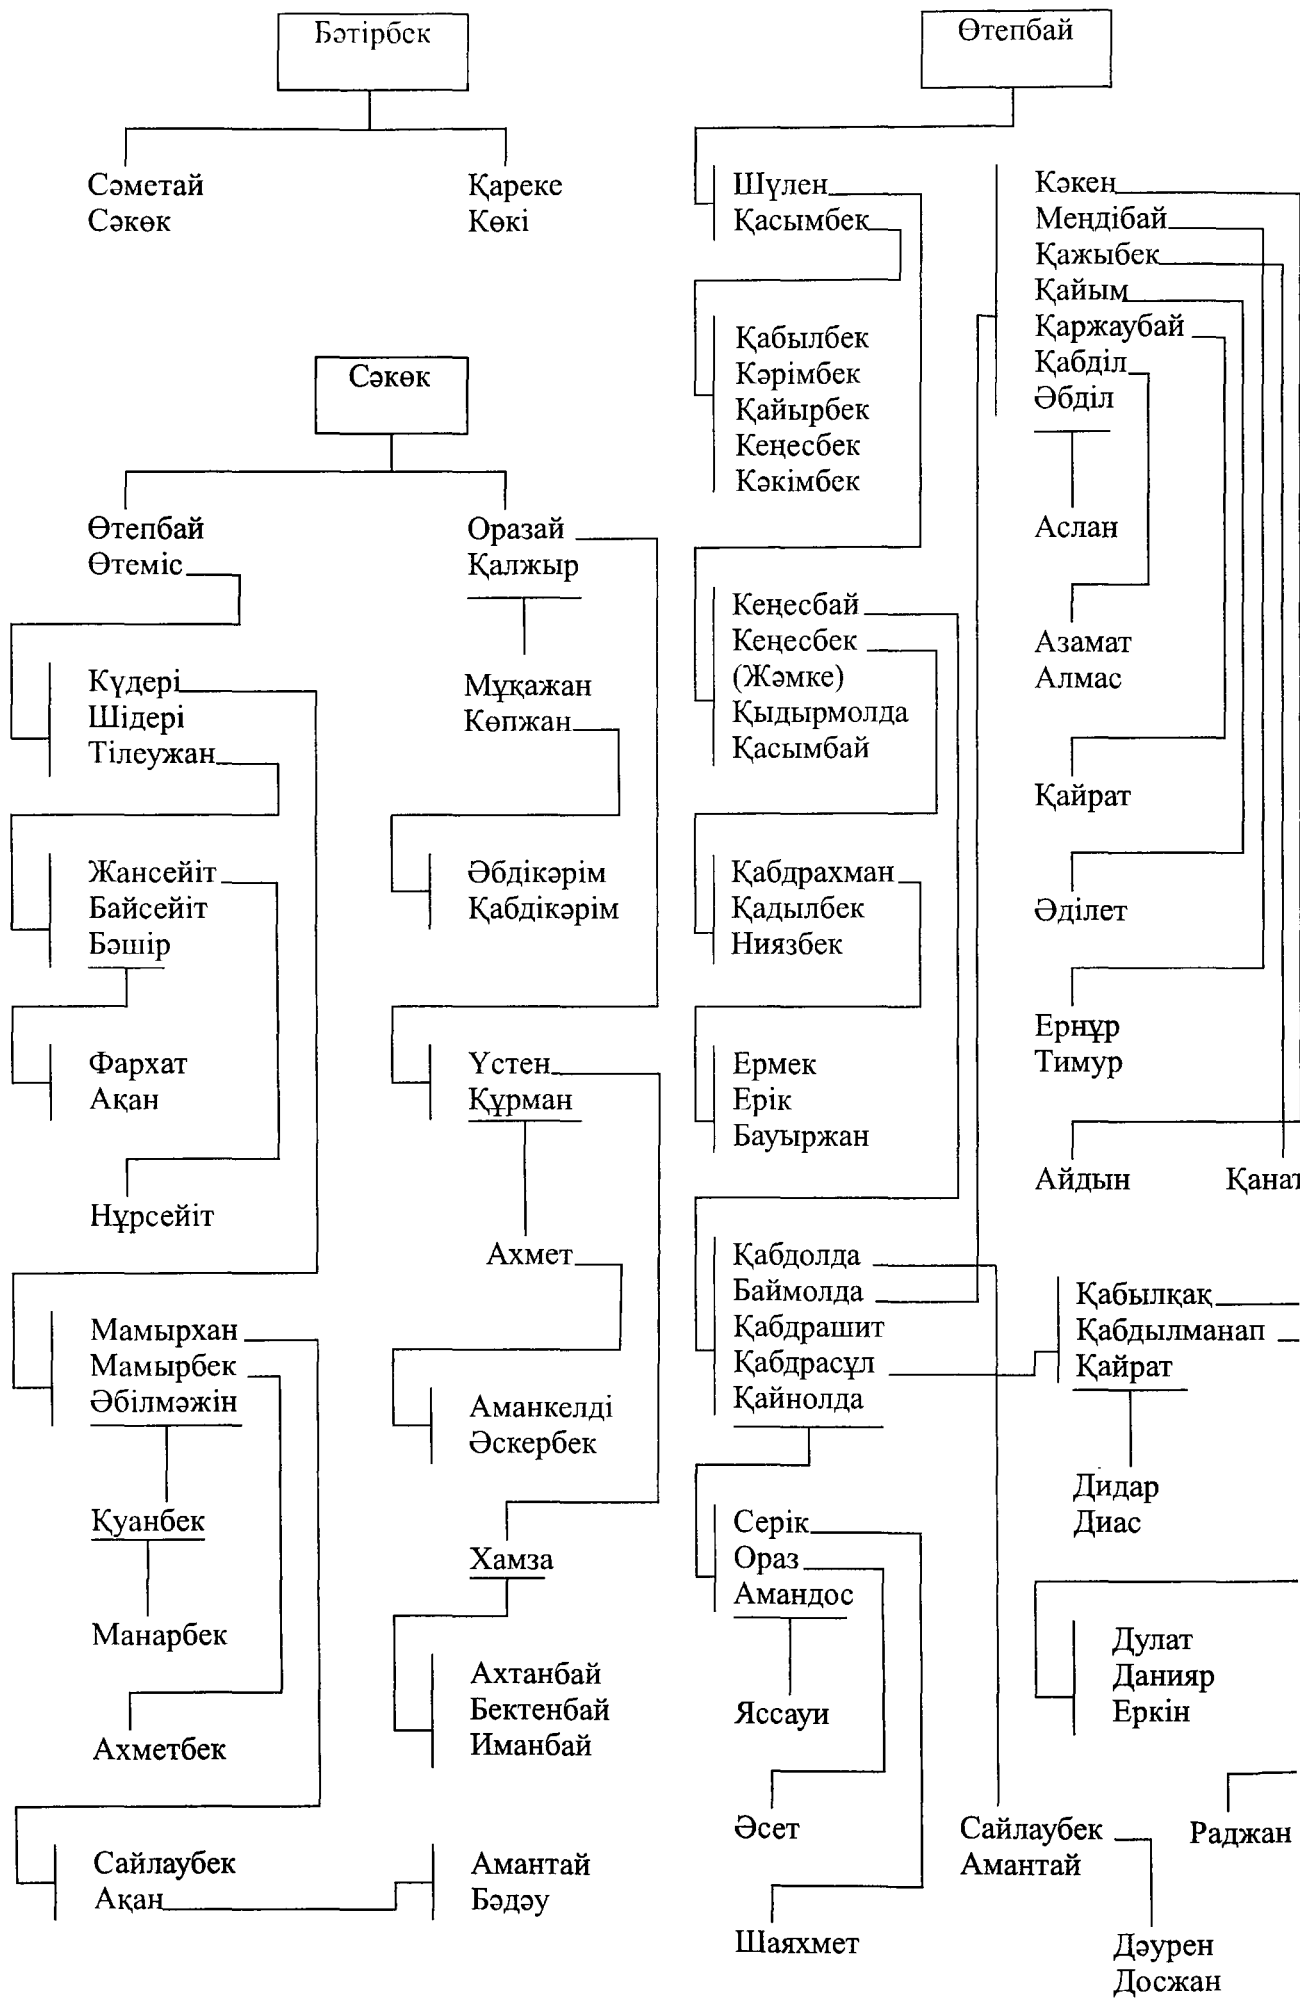 Бәтірбек
Сәметай
Сәкөк
Қареке
Көкі
Сәкөк
Өтепбай
Өтеміс
Оразай
Қалжыр
Күдері
Шідері
Тілеужан
Мұқажан
Көпжан
Жансейіт
Байсейіт
Бәшір
Әбдікәрім
Қабдікәрім
Фархат
Ақан
Үстен
Құрман
Нұрсейіт
Ахмет
Мамырхан
Мамырбек
Әбілмәжін
Аманкелді
Әскербек
Қуанбек
Хамза
Манарбек
Ахтанбай
Бектенбай
Иманбай
Ахметбек
Сайлаубек
Ақан
Амантай
Бәдәу
Өтепбай
Шүлен
Қасымбек
Кәкен
Меңдібай
Қажыбек
Қайым
Қаржаубай
Қабділ
Әбділ
Қабылбек
Кәрімбек
Қайырбек
Кеңесбек
Кәкімбек
Аслан
Кеңесбай
Кеңесбек
(Жәмке)
Қыдырмолда
Қасымбай
Азамат
Алмас
Қайрат
Қабдрахман
Қадылбек
Ниязбек
Әділет
Ермек
Ерік
Бауыржан
Ернұр
Тимур
Айдын
Қанат
Қабдолда
Баймолда
Қабдрашит
Қабдрасұл
Қайнолда
Қабылқақ
Қабдылманап
Қайрат
Дидар
Диас
Серік
Ораз
Амандос
Дулат
Данияр
Еркін
Яссауи
Әсет
Сайлаубек
Амантай
Раджан
Шаяхмет
Дәурен
Досжан